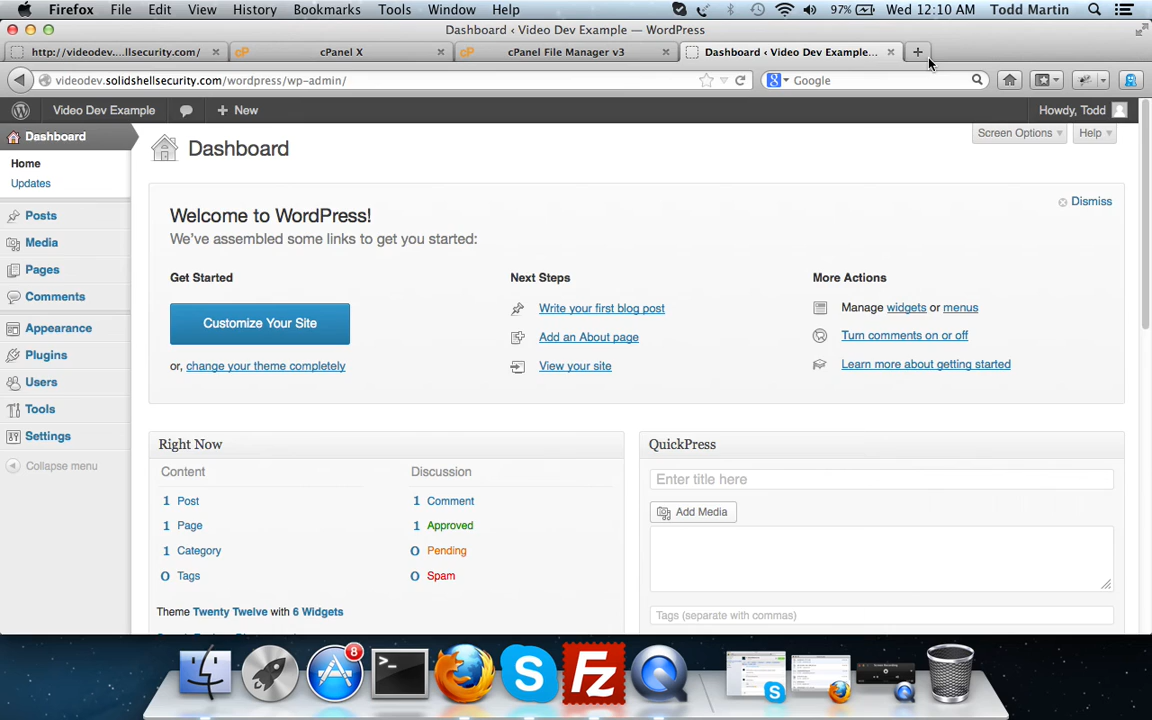 Firefox File Edit View History Bookmarks Tools Window Help 97% Wed 12:10 AM Todd Martin
Dashboard ‹ Video Dev Example — WordPress
http://videodev....llsecurity.com/ cPanel X cPanel File Manager v3 Dashboard ‹ Video Dev Example...
videodev.solidshellsecurity.com/wordpress/wp-admin/ Google
Video Dev Example + New Howdy, Todd
Dashboard
Home
Updates
Posts
Media
Pages
Comments
Appearance
Plugins
Users
Tools
Settings
Collapse menu
Screen Options Help
Dashboard
Dismiss
Welcome to WordPress!
We've assembled some links to get you started:
Get Started
Customize Your Site
or, change your theme completely
Next Steps
Write your first blog post
Add an About page
View your site
More Actions
Manage widgets or menus
Turn comments on or off
Learn more about getting started
Right Now
Content
1 Post
1 Page
1 Category
0 Tags
Discussion
1 Comment
1 Approved
0 Pending
0 Spam
Theme Twenty Twelve with 6 Widgets
QuickPress
Enter title here
Add Media
Tags (separate with commas)
8
Fz